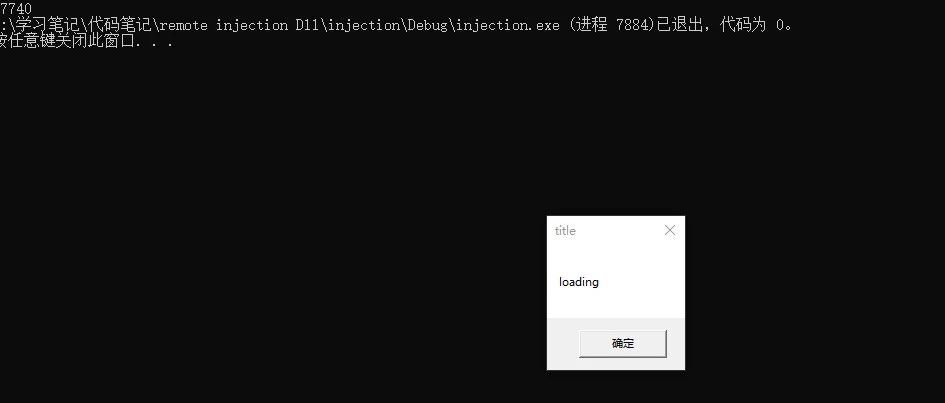 7740
:\学习笔记\代码笔记\remote injection Dll\injection\Debug\injection.exe (进程 7884)已退出，代码为 0。
按任意键关闭此窗口. . .
title
loading
确定